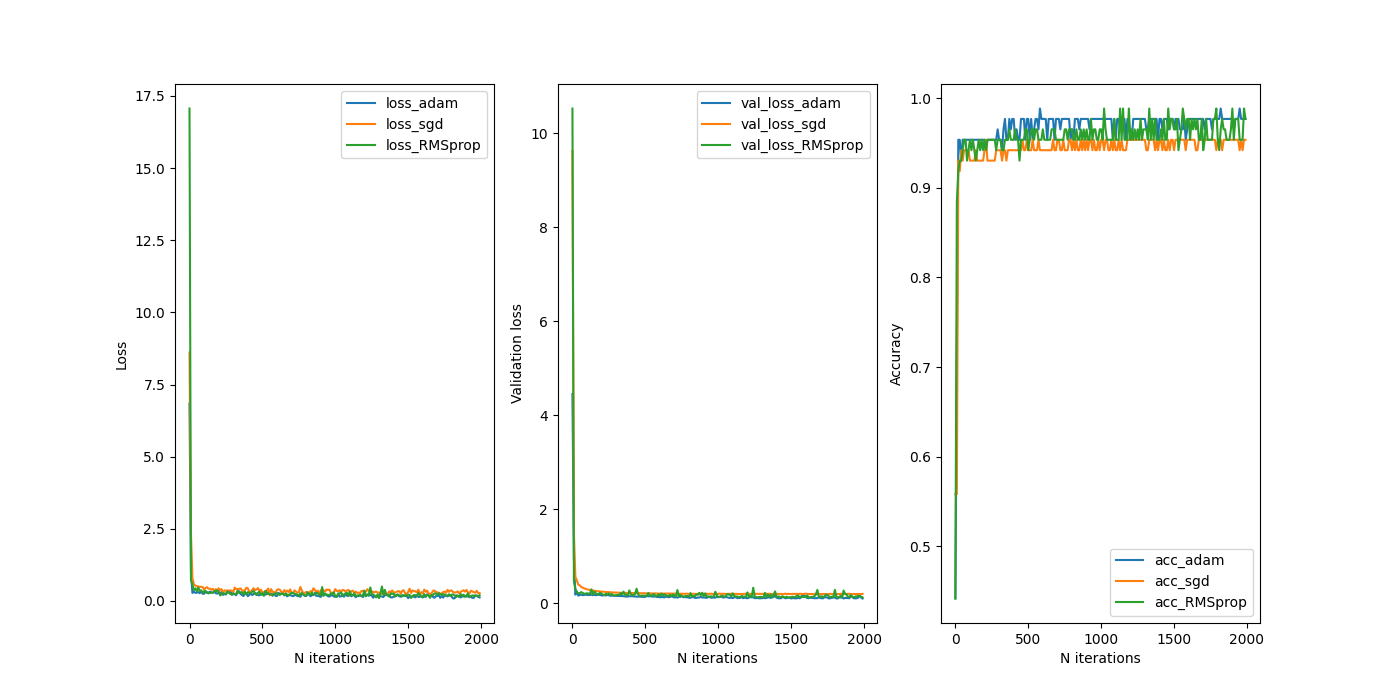 17.5
15.0
12.5
10.0
7.5
5.0
2.5
0.0
Loss
0 500 1000 1500 2000
N iterations
loss_adam
loss_sgd
loss_RMSprop
10
8
6
4
2
0
Validation loss
0 500 1000 1500 2000
N iterations
val_loss_adam
val_loss_sgd
val_loss_RMSprop
1.0
0.9
0.8
0.7
0.6
0.5
Accuracy
0 500 1000 1500 2000
N iterations
acc_adam
acc_sgd
acc_RMSprop